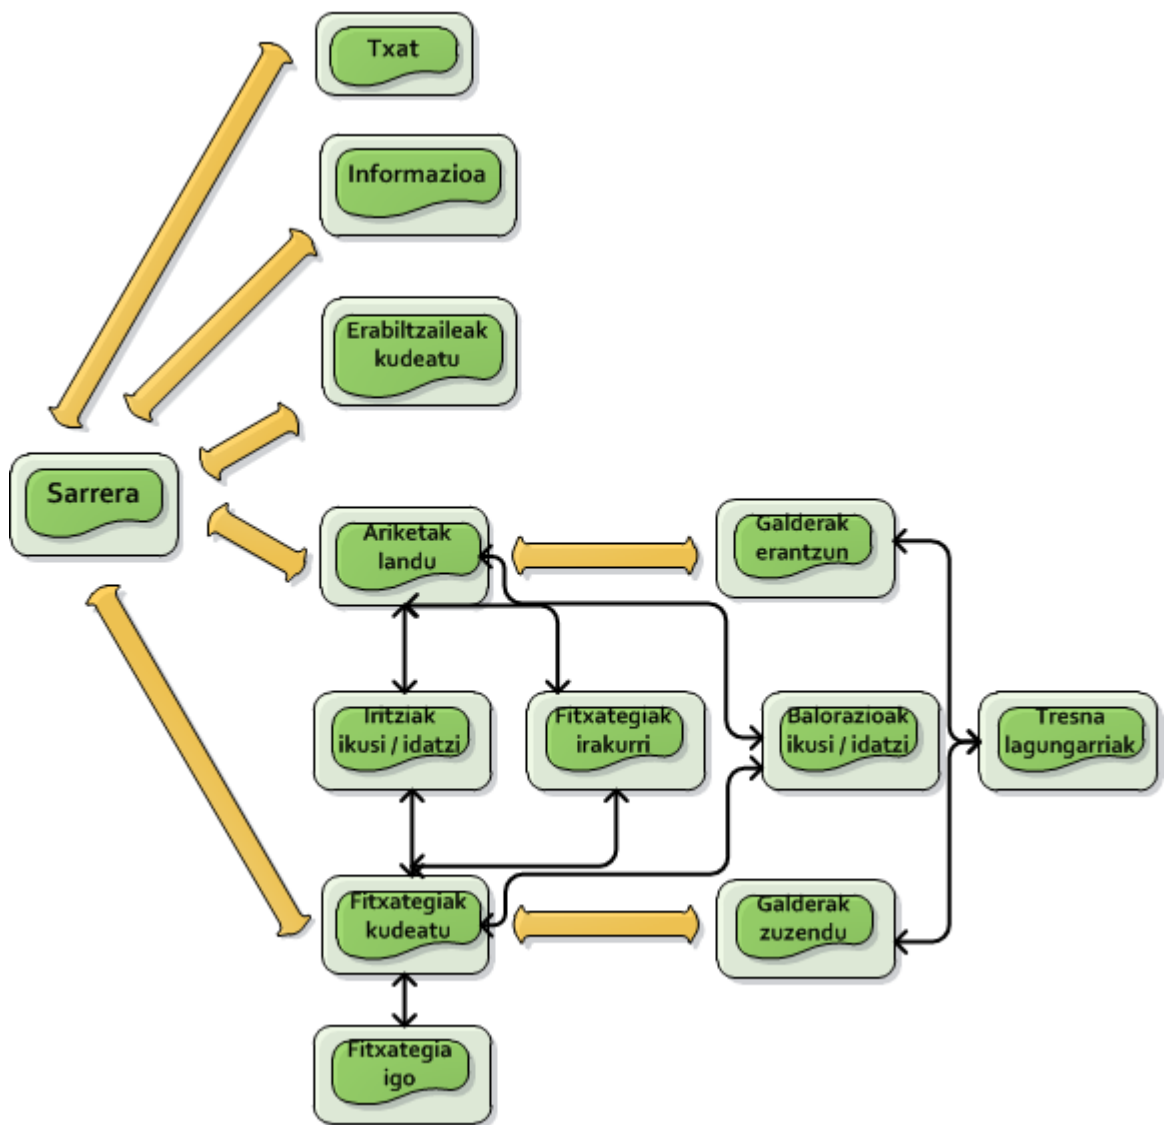 Txat
Informazioa
Erabiltzaileak
kudeatu
Sarrera
Ariketak
landu
Galderak
erantzun
Iritziak
ikusi / idatzi
Fitxategiak
irakurri
Balorazioak
ikusi / idatzi
Tresna
lagungarriak
Fitxategiak
kudeatu
Galderak
zuzendu
Fitxategia
igo